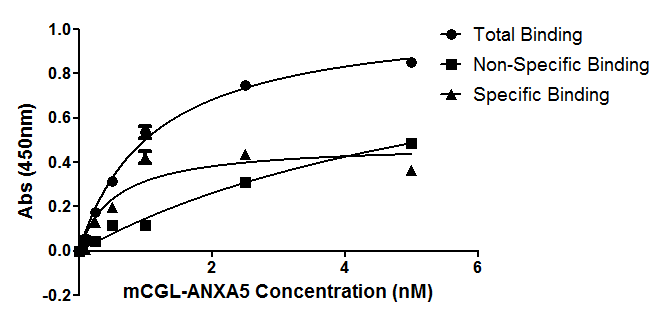 1.0
0.8
0.6
0.4
0.2
0.0
-0.2
Abs (450nm)
2
4
6
mCGL-ANXA5 Concentration (nM)
Total Binding
Non-Specific Binding
Specific Binding